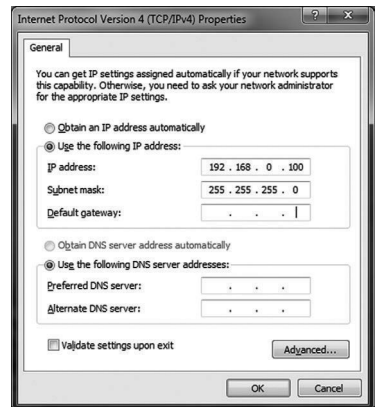 Internet Protocol Version 4 (TCP/IPv4) Properties
General
You can get IP settings assigned automatically if your network supports
this capability. Otherwise, you need to ask your network administrator
for the appropriate IP settings.
Obtain an IP address automatically
Use the following IP address:
IP address: 192 . 168 . 0 . 100
Subnet mask: 255 . 255 . 255 . 0
Default gateway: . . .
Obtain DNS server address automatically
Use the following DNS server addresses:
Preferred DNS server: . . .
Alternate DNS server: . . .
Validate settings upon exit
Advanced...
OK Cancel